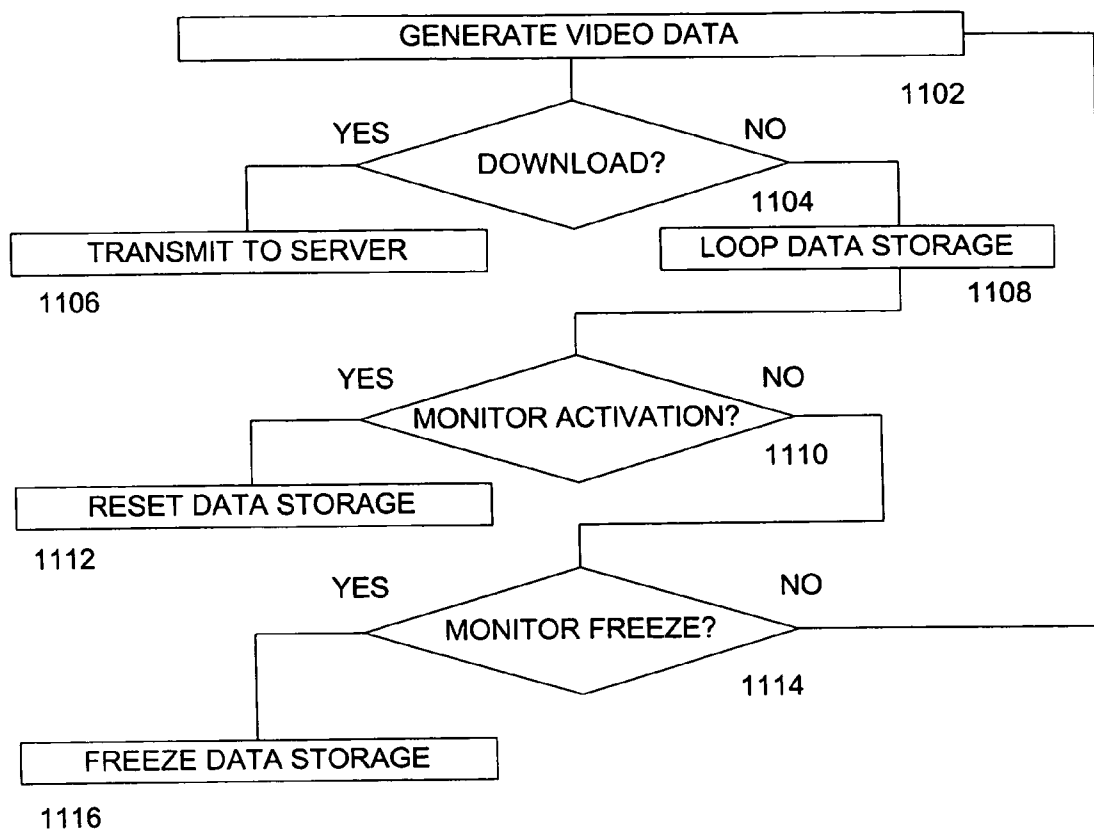 GENERATE VIDEO DATA
1102
YES
NO
DOWNLOAD?
1104
TRANSMIT TO SERVER
LOOP DATA STORAGE
1106
1108
YES
NO
MONITOR ACTIVATION?
1110
RESET DATA STORAGE
1112
YES
NO
MONITOR FREEZE?
1114
FREEZE DATA STORAGE
1116